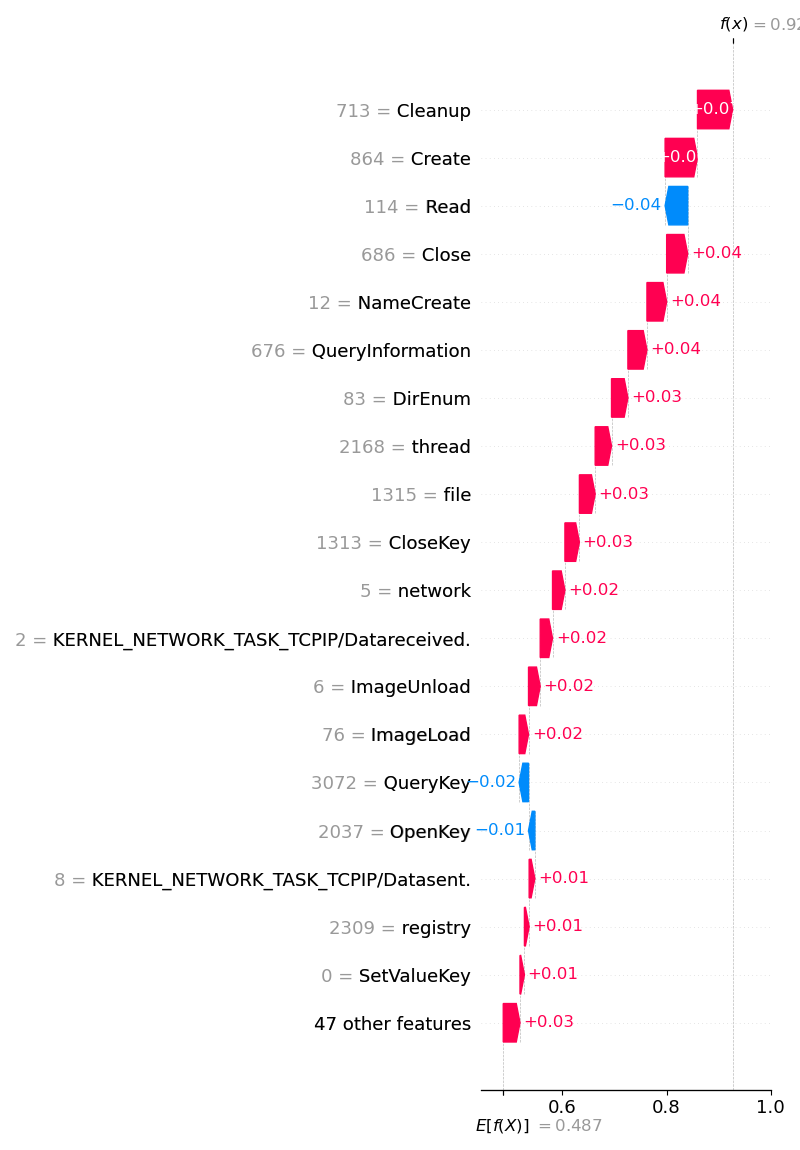 f(x) = 0.92
713 = Cleanup
+0.07
864 = Create
+0.0
114 = Read
−0.04
686 = Close
+0.04
12 = NameCreate
+0.04
676 = QueryInformation
+0.04
83 = DirEnum
+0.03
2168 = thread
+0.03
1315 = file
+0.03
1313 = CloseKey
+0.03
5 = network
+0.02
2 = KERNEL_NETWORK_TASK_TCPIP/Datareceived.
+0.02
6 = ImageUnload
+0.02
76 = ImageLoad
+0.02
3072 = QueryKey
−0.02
2037 = OpenKey
−0.01
8 = KERNEL_NETWORK_TASK_TCPIP/Datasent.
+0.01
2309 = registry
+0.01
0 = SetValueKey
+0.01
47 other features
+0.03
0.6 0.8 1.0
E[f(X)] = 0.487